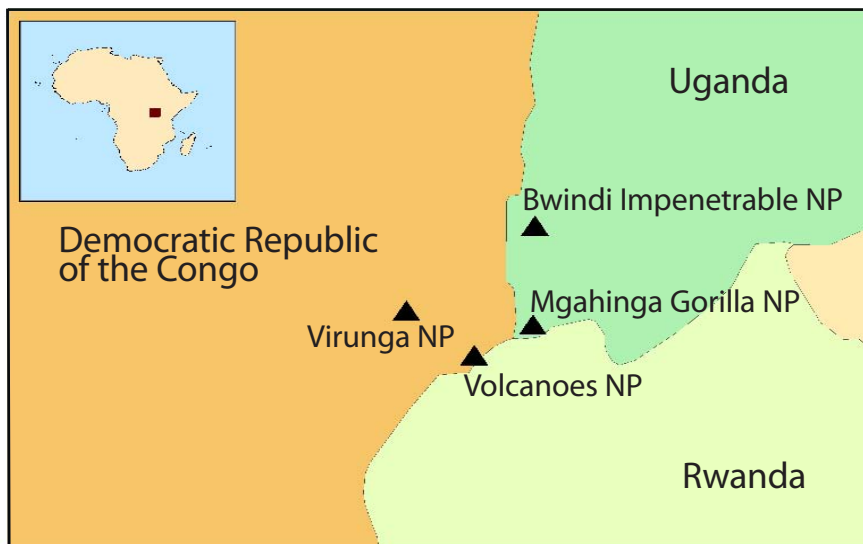 Uganda
Bwindi Impenetrable NP
Democratic Republic
of the Congo
Mgahinga Gorilla NP
Virunga NP
Volcanoes NP
Rwanda